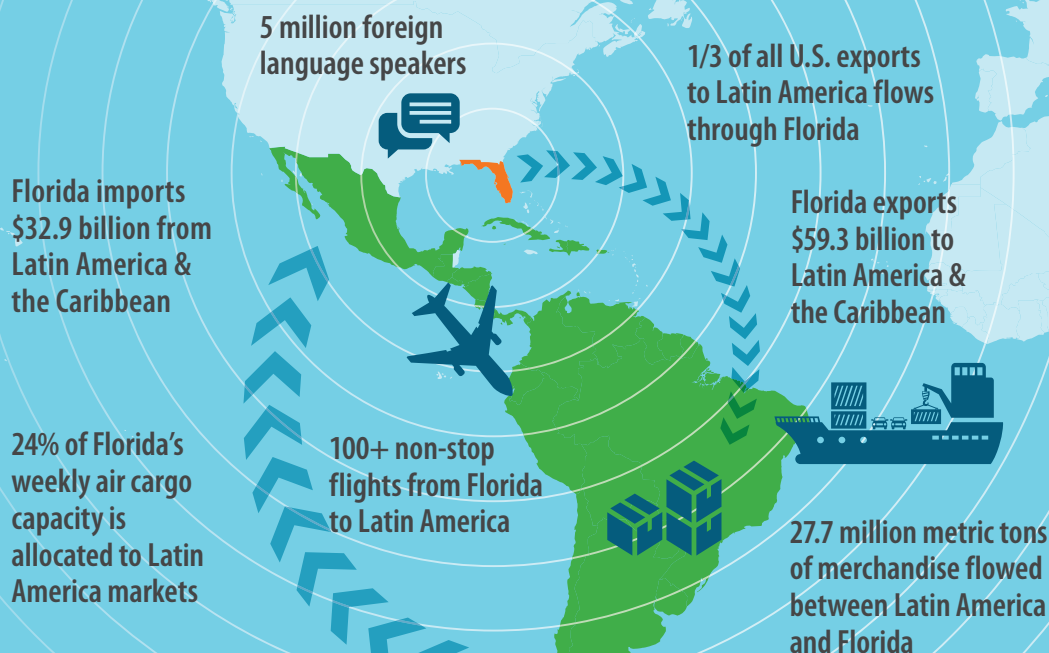 5 million foreign
language speakers
1/3 of all U.S. exports
to Latin America flows
through Florida
Florida imports
$32.9 billion from
Latin America &
the Caribbean
Florida exports
$59.3 billion to
Latin America &
the Caribbean
24% of Florida's
weekly air cargo
capacity is
allocated to Latin
America markets
100+ non-stop
flights from Florida
to Latin America
27.7 million metric tons
of merchandise flowed
between Latin America
and Florida